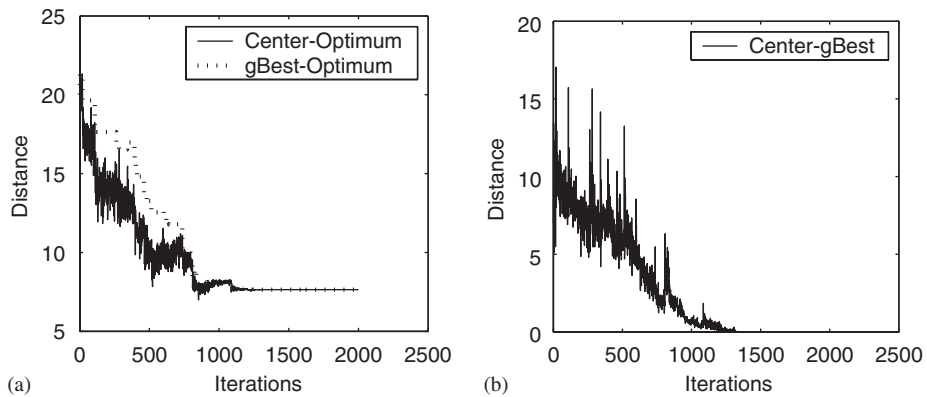 25
20
15
10
5
Distance
Center-Optimum
gBest-Optimum
0 500 1000 1500 2000 2500
(a) Iterations
20
15
10
5
0
Distance
Center-gBest
0 500 1000 1500 2000 2500
(b) Iterations